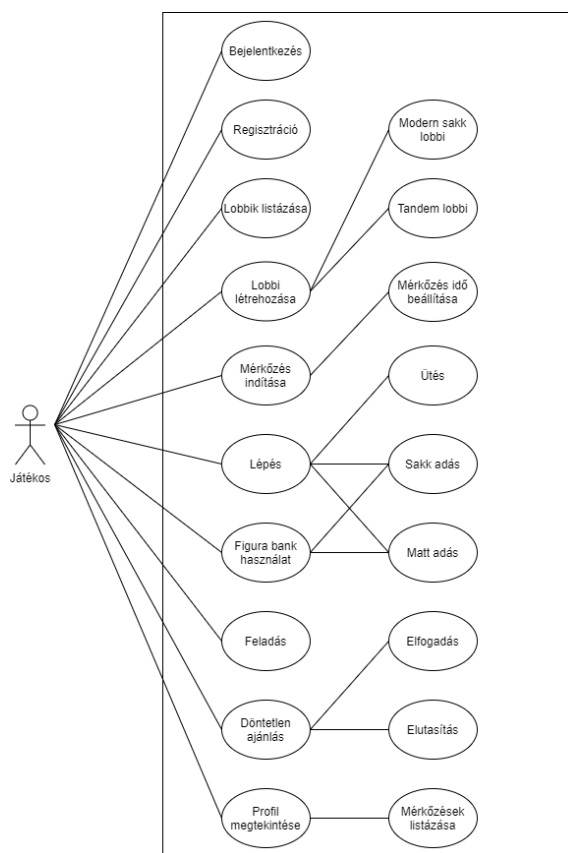 Bejelentkezés
Regisztráció
Modern sakk
lobbi
Lobbik listázása
Tandem lobbi
Lobbi
létrehozása
Mérkőzés idő
beállítása
Mérkőzés
indítása
Ütés
Játékos
Lépés
Sakk adás
Figura bank
használat
Matt adás
Feladás
Elfogadás
Döntetlen
ajánlás
Elutasítás
Profil
megtekintése
Mérkőzések
listázása